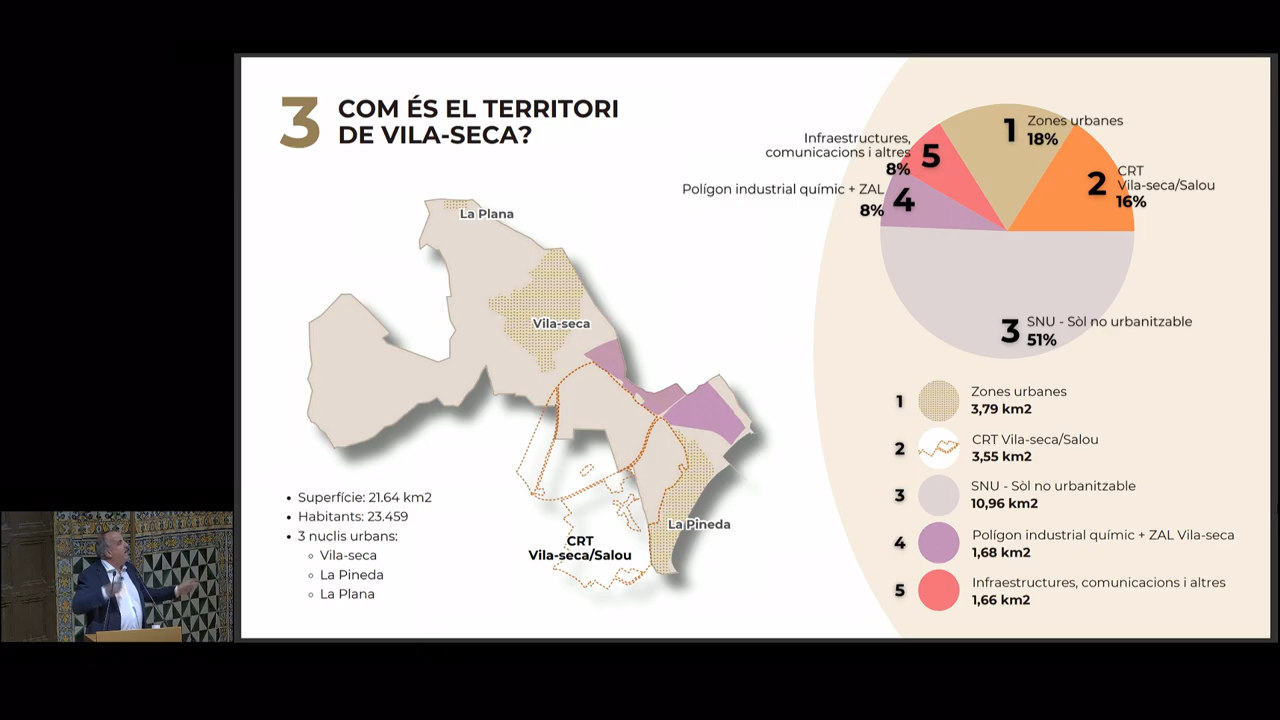 3
COM ÉS EL TERRITORI
DE VILA-SECA?
La Plana
Vila-seca
La Pineda
CRT
Vila-seca/Salou
• Superfície: 21.64 km2
• Habitants: 23.459
• 3 nuclis urbans:
◦ Vila-seca
◦ La Pineda
◦ La Plana
Infraestructures,
comunicacions i altres
8%
5
Polígon industrial químic + ZAL
8%
4
1
Zones urbanes
18%
2
CRT
Vila-seca/Salou
16%
3
SNU - Sòl no urbanitzable
51%
1
Zones urbanes
3,79 km2
2
CRT Vila-seca/Salou
3,55 km2
3
SNU - Sòl no urbanitzable
10,96 km2
4
Polígon industrial químic + ZAL Vila-seca
1,68 km2
5
Infraestructures, comunicacions i altres
1,66 km2